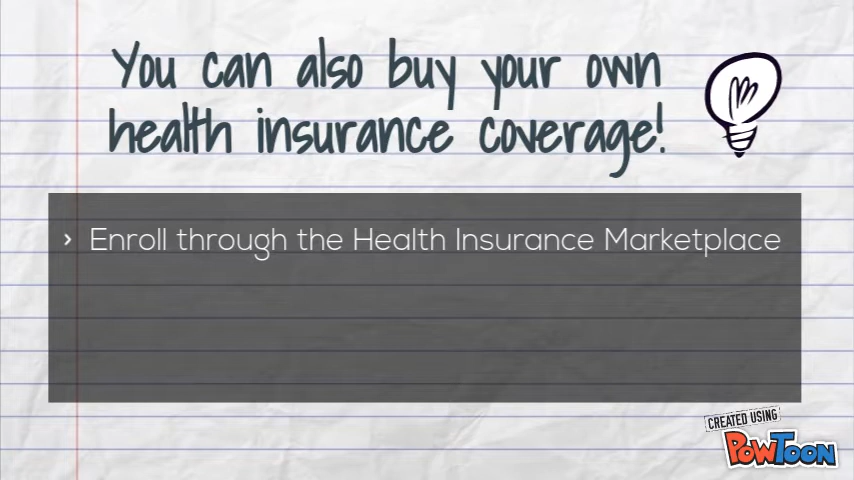 You can also buy your own
health insurance coverage!
› Enroll through the Health Insurance Marketplace
CREATED USING
POWTOON